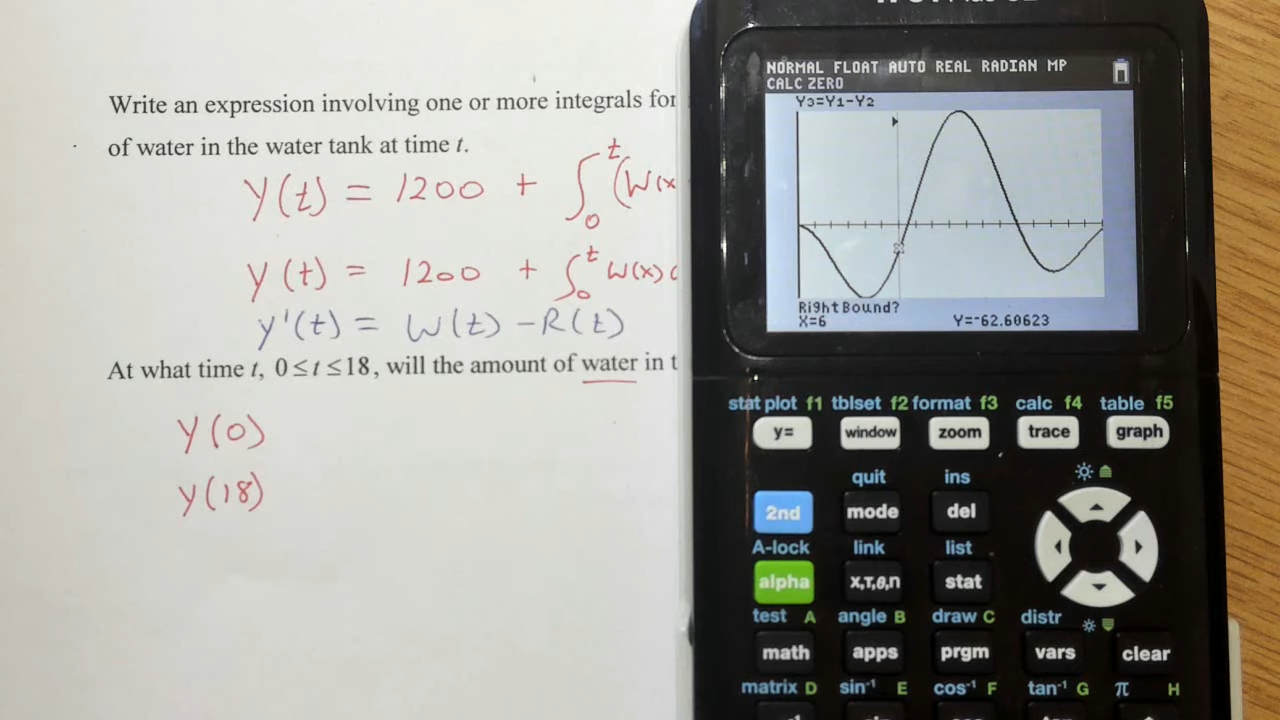 Write an expression involving one or more integrals for
of water in the water tank at time t.
Y(t) = 1200 + ∫₀ᵗ (W(x
Y(t) = 1200 + ∫₀ᵗ W(x)
Y'(t) = W(t) - R(t)
At what time t, 0 ≤ t ≤ 18, will the amount of water in t
Y(0)
Y(18)
NORMAL FLOAT AUTO REAL RADIAN MP
CALC ZERO
Y3=Y1-Y2
Right Bound?
X=6 Y=-62.60623
stat plot f1 tblset f2 format f3 calc f4 table f5
y= window zoom trace graph
quit ins
2nd mode del
A-lock link list
alpha X,T,θ,n stat
test A angle B draw C distr
math apps prgm vars clear
matrix D sin⁻¹ E cos⁻¹ F tan⁻¹ G π H